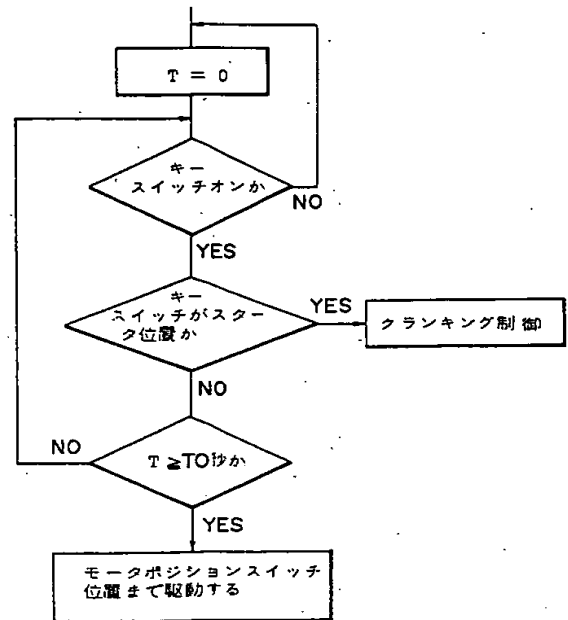 T = 0
キー
スイッチオンか
NO
YES
キー
スイッチがスター
タ位置か
YES
クランキング制御
NO
NO
T ≧TO秒か
YES
モータポジションスイッチ
位置まで駆動する